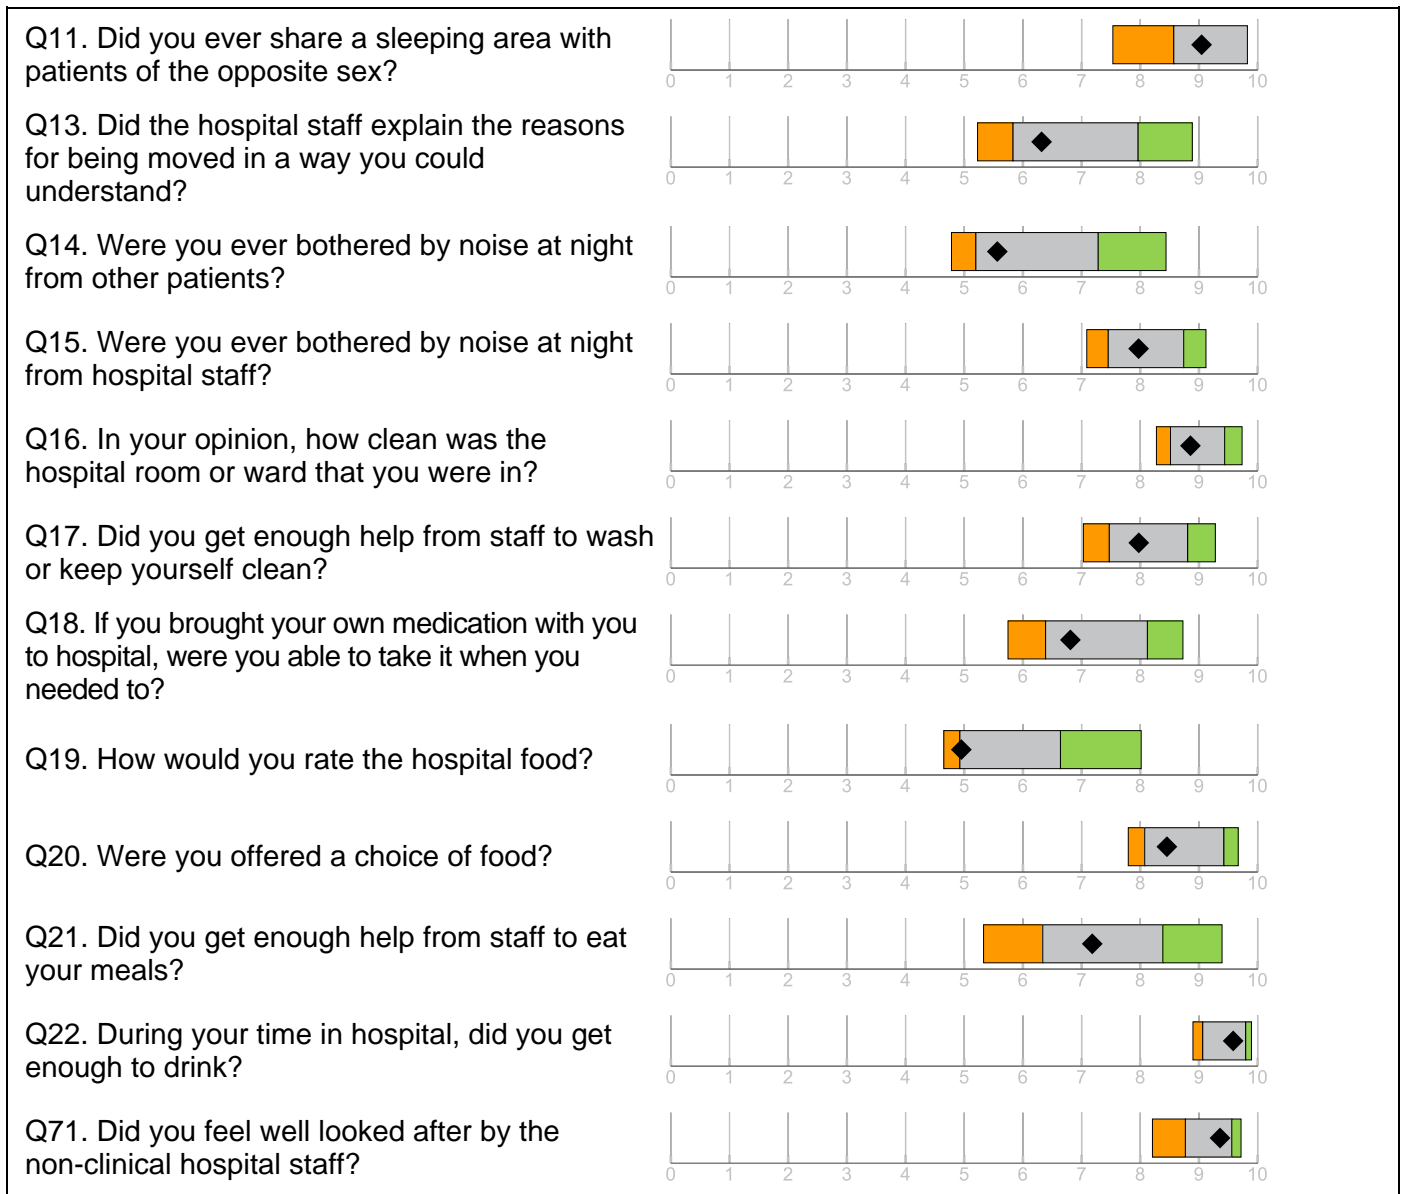 Q11. Did you ever share a sleeping area with
patients of the opposite sex?
0 1 2 3 4 5 6 7 8 9 10
Q13. Did the hospital staff explain the reasons
for being moved in a way you could
understand?
0 1 2 3 4 5 6 7 8 9 10
Q14. Were you ever bothered by noise at night
from other patients?
0 1 2 3 4 5 6 7 8 9 10
Q15. Were you ever bothered by noise at night
from hospital staff?
0 1 2 3 4 5 6 7 8 9 10
Q16. In your opinion, how clean was the
hospital room or ward that you were in?
0 1 2 3 4 5 6 7 8 9 10
Q17. Did you get enough help from staff to wash
or keep yourself clean?
0 1 2 3 4 5 6 7 8 9 10
Q18. If you brought your own medication with you
to hospital, were you able to take it when you
needed to?
0 1 2 3 4 5 6 7 8 9 10
Q19. How would you rate the hospital food?
0 1 2 3 4 5 6 7 8 9 10
Q20. Were you offered a choice of food?
0 1 2 3 4 5 6 7 8 9 10
Q21. Did you get enough help from staff to eat
your meals?
0 1 2 3 4 5 6 7 8 9 10
Q22. During your time in hospital, did you get
enough to drink?
0 1 2 3 4 5 6 7 8 9 10
Q71. Did you feel well looked after by the
non-clinical hospital staff?
0 1 2 3 4 5 6 7 8 9 10